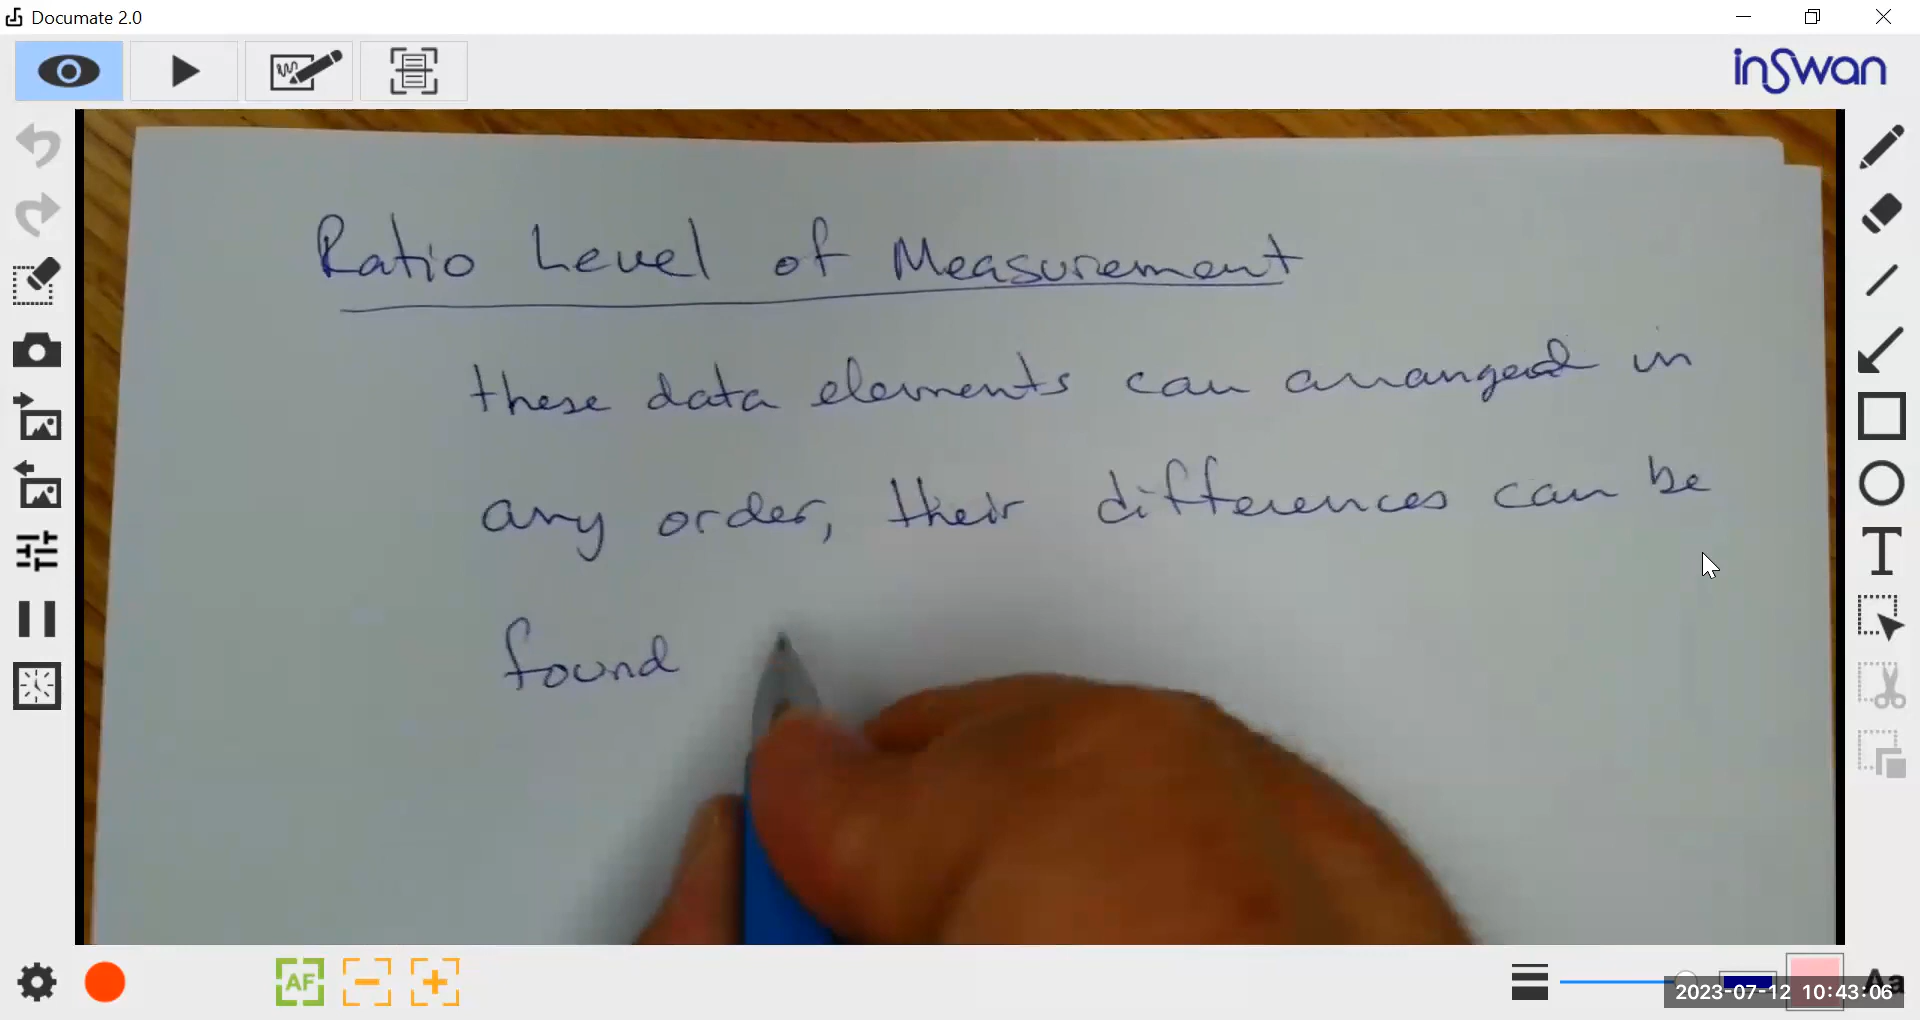 Documate 2.0
inSwan
Ratio Level of Measurement
these data elements can arranged in
any order, their differences can be
found
T
AF
Aa
2023-07-12 10:43:06